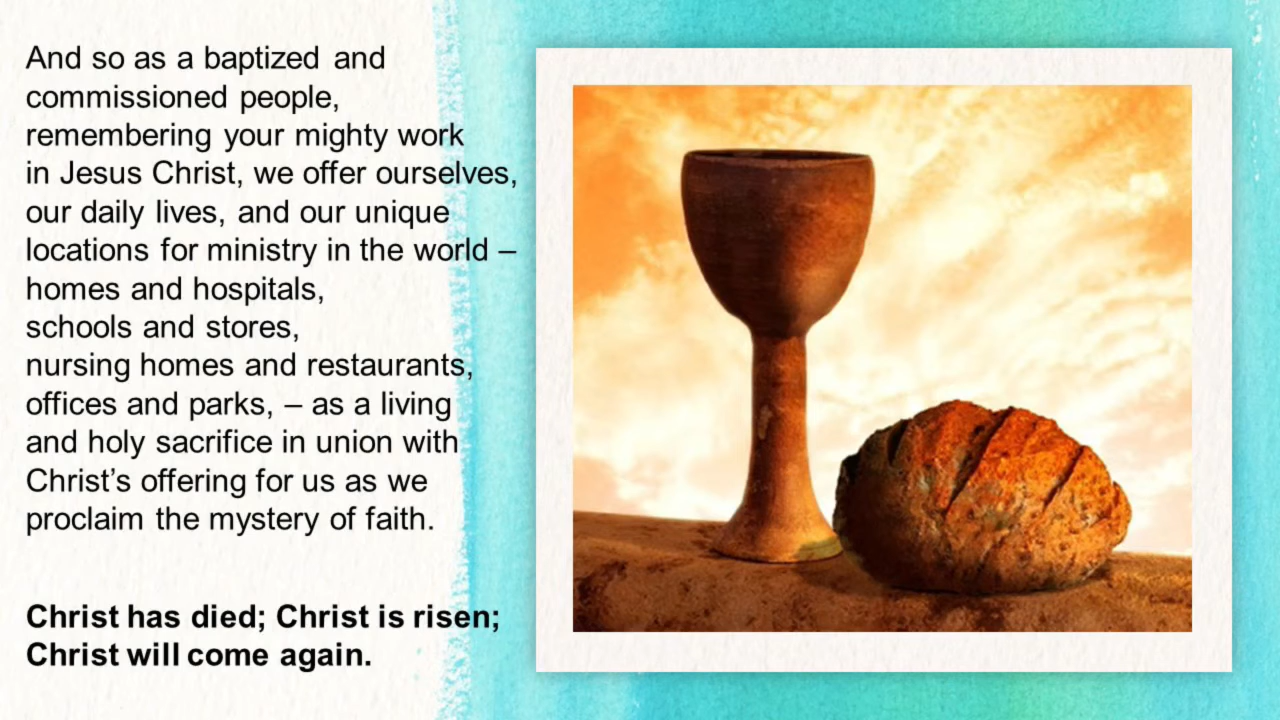 And so as a baptized and
commissioned people,
remembering your mighty work
in Jesus Christ, we offer ourselves,
our daily lives, and our unique
locations for ministry in the world –
homes and hospitals,
schools and stores,
nursing homes and restaurants,
offices and parks, – as a living
and holy sacrifice in union with
Christ’s offering for us as we
proclaim the mystery of faith.
Christ has died; Christ is risen;
Christ will come again.